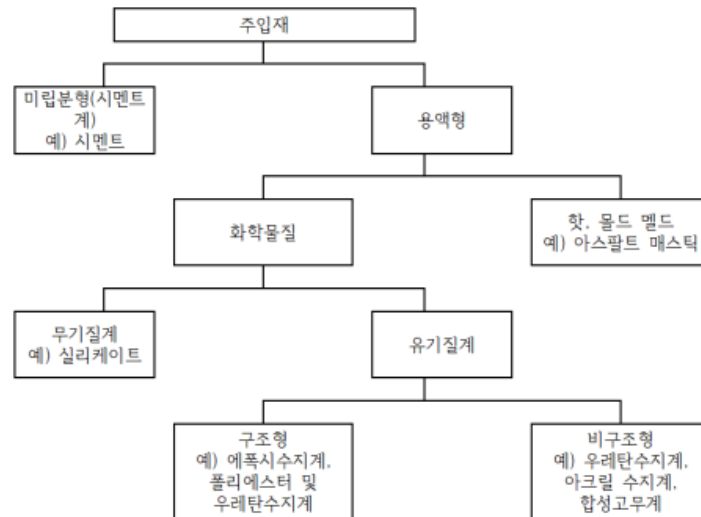 주입재
미립분형(시멘트
계)
예) 시멘트
용액형
화학물질
핫, 몰드 멜드
예) 아스팔트 매스틱
무기질계
예) 실리케이트
유기질계
구조형
예) 에폭시수지계,
폴리에스터 및
우레탄수지계
비구조형
예) 우레탄수지계,
아크릴 수지계,
합성고무계